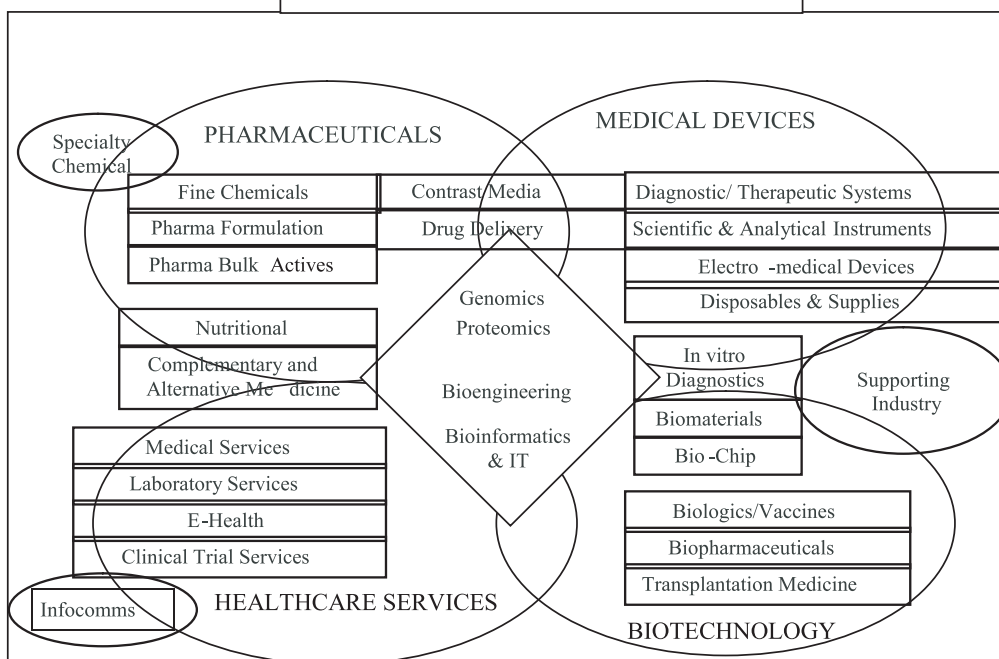 Specialty
Chemical
PHARMACEUTICALS
MEDICAL DEVICES
Fine Chemicals
Contrast Media
Diagnostic/ Therapeutic Systems
Pharma Formulation
Drug Delivery
Scientific & Analytical Instruments
Pharma Bulk Actives
Electro -medical Devices
Disposables & Supplies
Genomics
Proteomics
Bioengineering
Bioinformatics
& IT
Nutritional
Complementary and
Alternative Me dicine
In vitro
Diagnostics
Biomaterials
Bio -Chip
Supporting
Industry
Medical Services
Laboratory Services
E-Health
Clinical Trial Services
Biologics/Vaccines
Biopharmaceuticals
Transplantation Medicine
Infocomms
HEALTHCARE SERVICES
BIOTECHNOLOGY